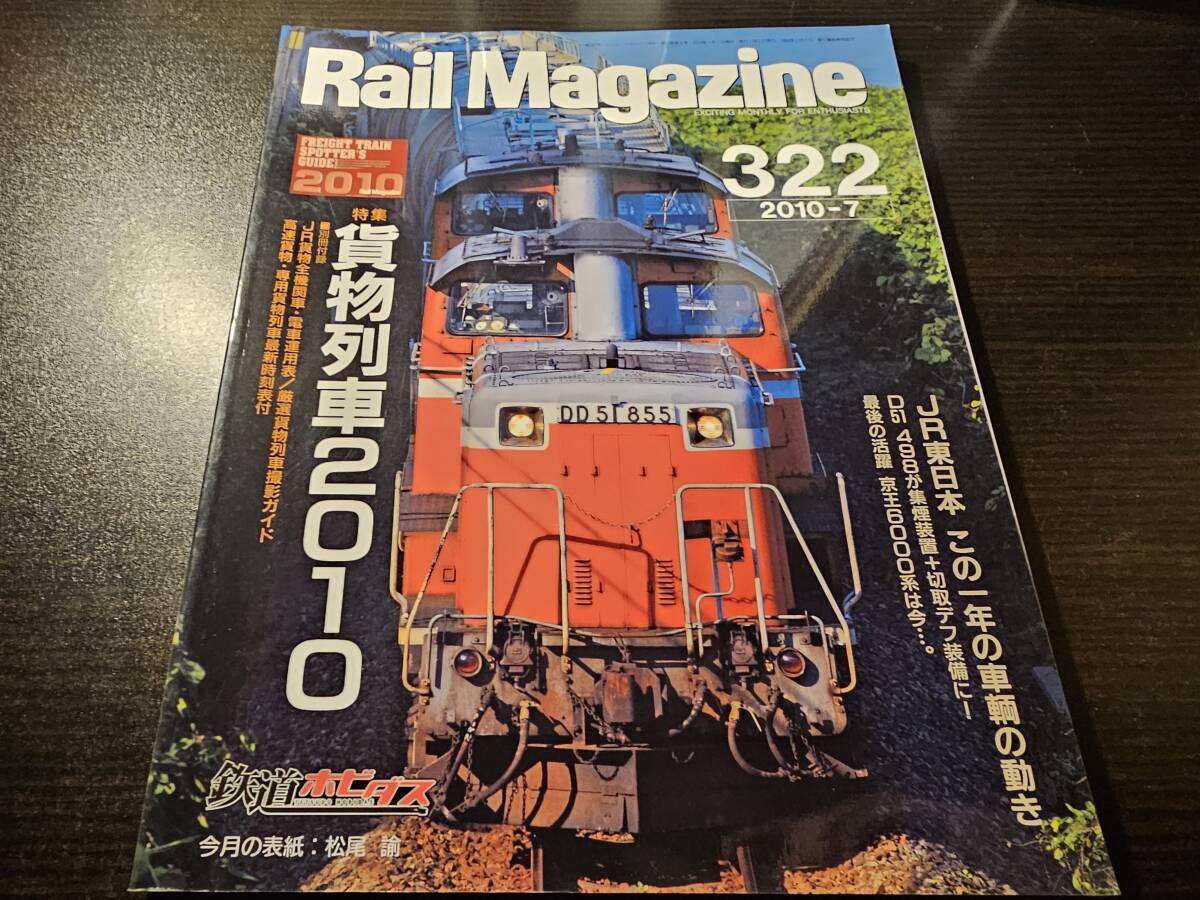 Rail Magazine
EXCITING MONTHLY FOR ENTHUSIASTS
322
2010-7
FREIGHT TRAIN
SPOTTER'S
GUIDE!
2010
特集
貨物列車2010
■別冊付録
JR貨物全機関車・電車運用表/厳選貨物列車撮影ガイド
高速貨物・専用貨物列車最新時刻表付
DD51 855
JR東日本 この一年の車輌の動き
D51 498が集煙装置+切取デフ装備に!
最後の活躍 京王6000系は今…。
鉄道ホビダス
今月の表紙:松尾 諭